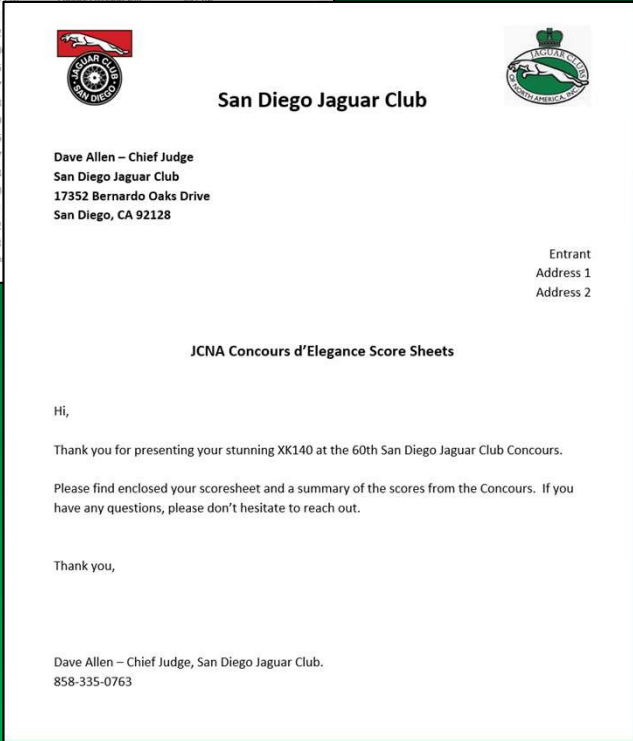 JAGUAR CLUB
SAN DIEGO
JAGUAR CLUBS
OF NORTH AMERICA, INC.
San Diego Jaguar Club
Dave Allen – Chief Judge
San Diego Jaguar Club
17352 Bernardo Oaks Drive
San Diego, CA 92128
Entrant
Address 1
Address 2
JCNA Concours d’Elegance Score Sheets
Hi,
Thank you for presenting your stunning XK140 at the 60th San Diego Jaguar Club Concours.
Please find enclosed your scoresheet and a summary of the scores from the Concours.  If you
have any questions, please don’t hesitate to reach out.
Thank you,
Dave Allen – Chief Judge, San Diego Jaguar Club.
858-335-0763